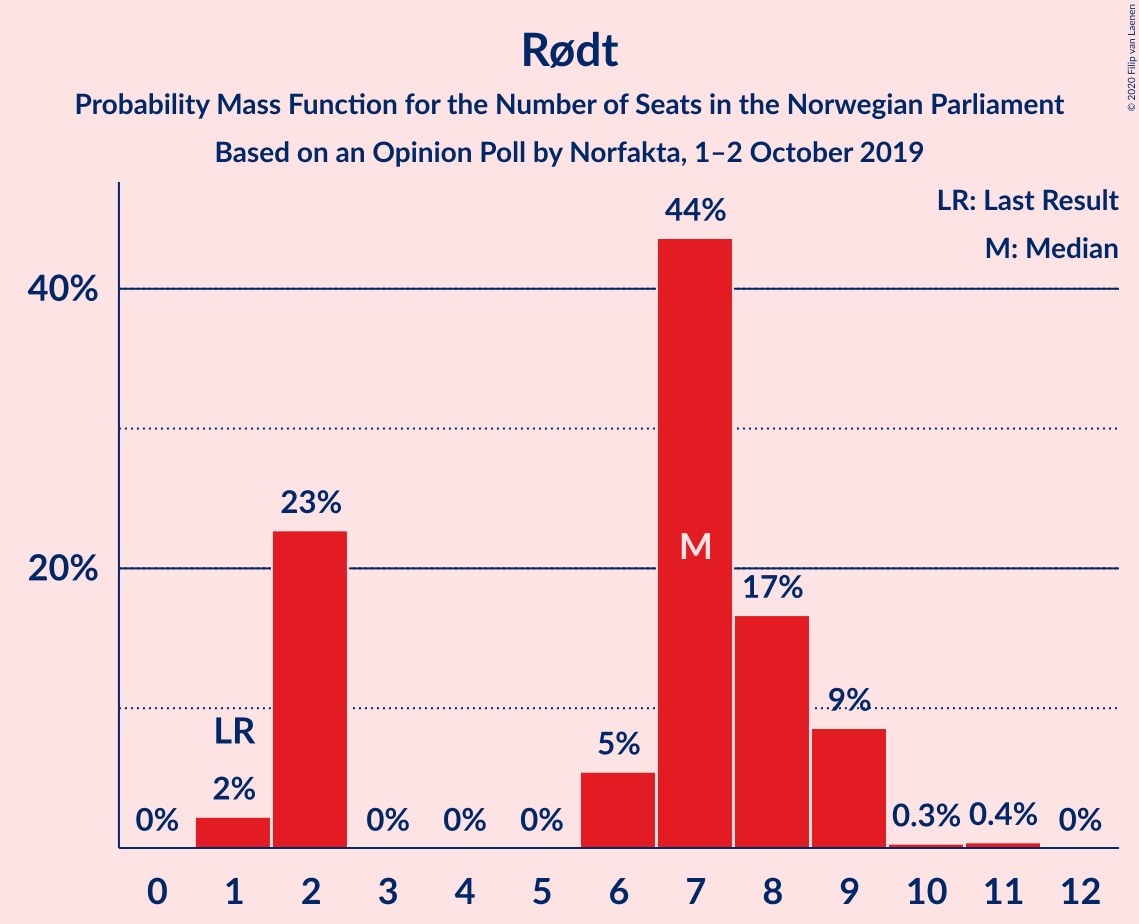 Rødt
Probability Mass Function for the Number of Seats in the Norwegian Parliament
Based on an Opinion Poll by Norfakta, 1–2 October 2019
© 2020 Filip van Laenen
LR: Last Result
M: Median
44%
40%
23%
M
20%
17%
9%
LR
5%
2%
0% 0% 0% 0% 0.3% 0.4% 0%
0 1 2 3 4 5 6 7 8 9 10 11 12